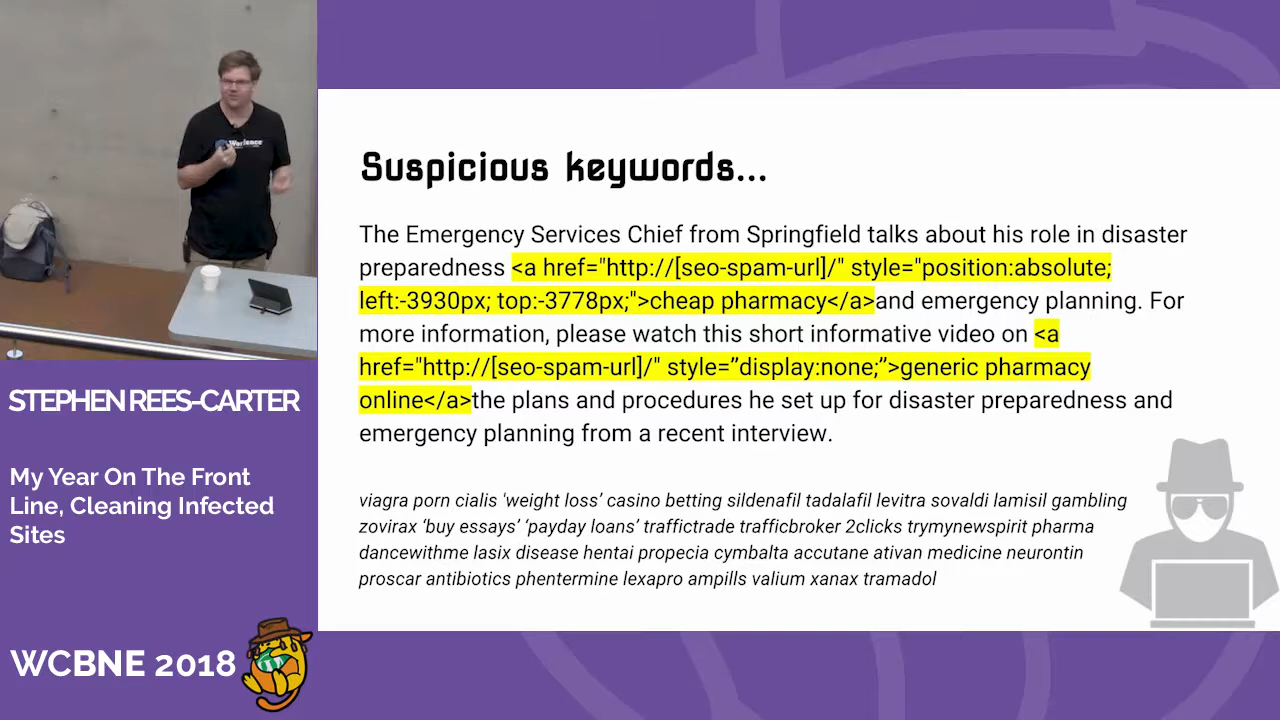 Suspicious keywords...
The Emergency Services Chief from Springfield talks about his role in disaster
preparedness <a href="http://[seo-spam-url]/" style="position:absolute;
left:-3930px; top:-3778px;">cheap pharmacy</a>and emergency planning. For
more information, please watch this short informative video on <a
href="http://[seo-spam-url]/" style=”display:none;”>generic pharmacy
online</a>the plans and procedures he set up for disaster preparedness and
emergency planning from a recent interview.
viagra porn cialis 'weight loss’ casino betting sildenafil tadalafil levitra sovaldi lamisil gambling
zovirax ‘buy essays’ ‘payday loans’ traffictrade trafficbroker 2clicks trymynewspirit pharma
dancewithme lasix disease hentai propecia cymbalta accutane ativan medicine neurontin
proscar antibiotics phentermine lexapro ampills valium xanax tramadol
STEPHEN REES-CARTER
My Year On The Front
Line, Cleaning Infected
Sites
WCBNE 2018